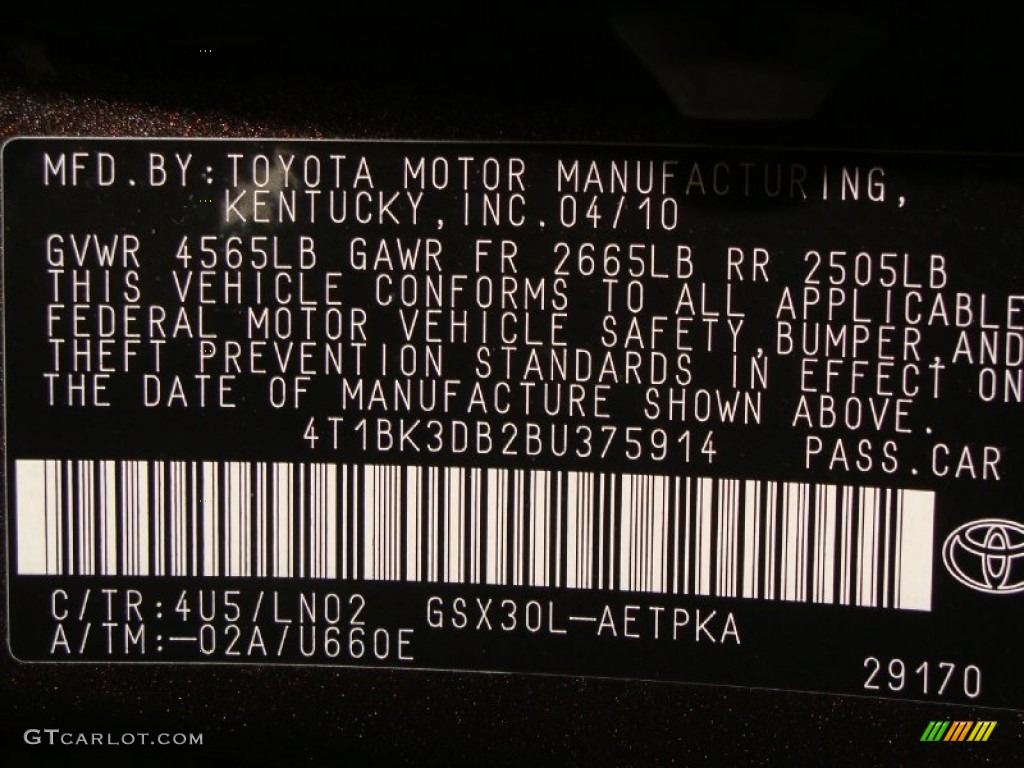 MFD.BY:TOYOTA MOTOR MANUFACTURING,
KENTUCKY,INC.04/10
GVWR 4565LB GAWR FR 2665LB RR 2505LB
THIS VEHICLE CONFORMS TO ALL APPLICABLE
FEDERAL MOTOR VEHICLE SAFETY,BUMPER,AND
THEFT PREVENTION STANDARDS IN EFFECT ON
THE DATE OF MANUFACTURE SHOWN ABOVE.
4T1BK3DB2BU375914 PASS.CAR
C/TR:4U5/LN02 GSX30L-AETPKA
A/TM:-02A/U660E
29170
GTCARLOT.COM